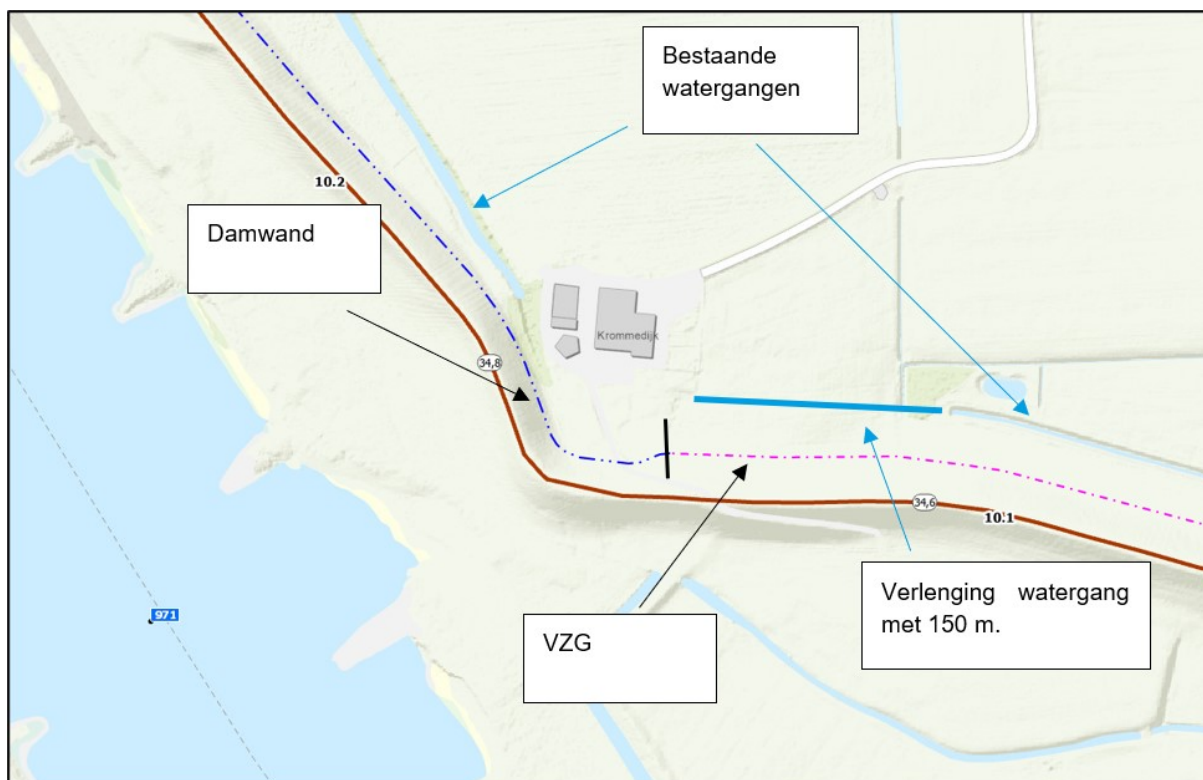 Bestaande
watergangen
10.2
Damwand
Krommedijk
34,8
34,6
10.1
Verlenging watergang
met 150 m.
971
VZG